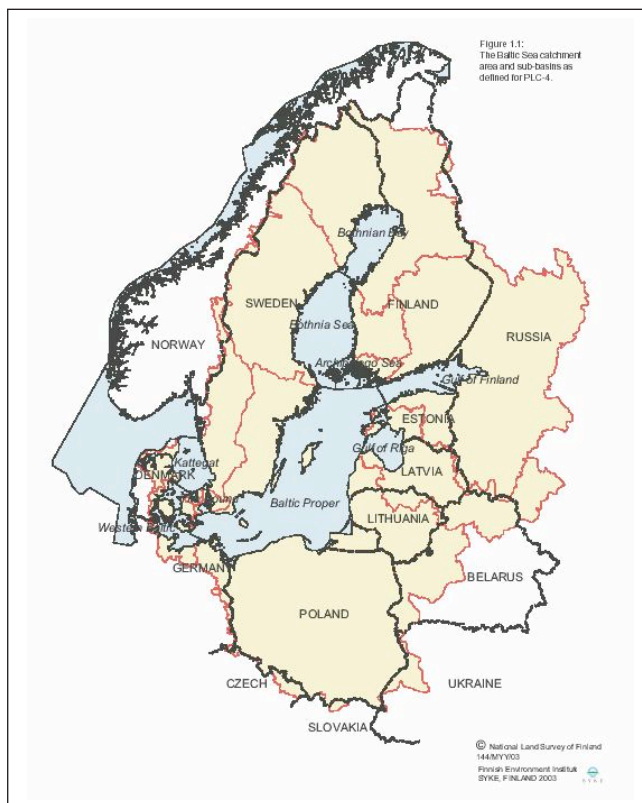 Figure 1.1:
The Baltic Sea catchment
area and sub-basins as
defined for PLC-4.
Bothnian Bay
SWEDEN
FINLAND
Bothnia Sea
RUSSIA
NORWAY
Archipelago Sea
Gulf of Finland
ESTONIA
Gulf of Riga
Kattegat
DENMARK
LATVIA
Baltic Proper
LITHUANIA
Western Baltic
GERMANY
BELARUS
POLAND
CZECH
UKRAINE
SLOVAKIA
© National Land Survey of Finland
144/MYY/03
Finnish Environment Institut
SYKE, FINLAND 2003
SYKE